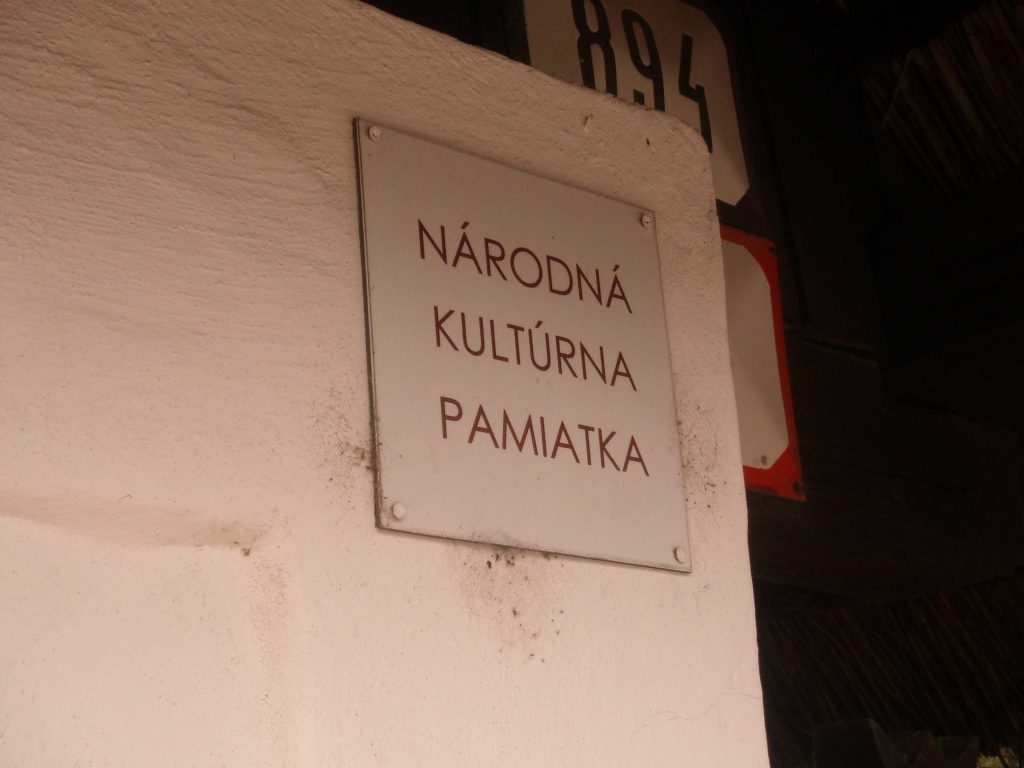 894
NÁRODNÁ
KULTÚRNA
PAMIATKA